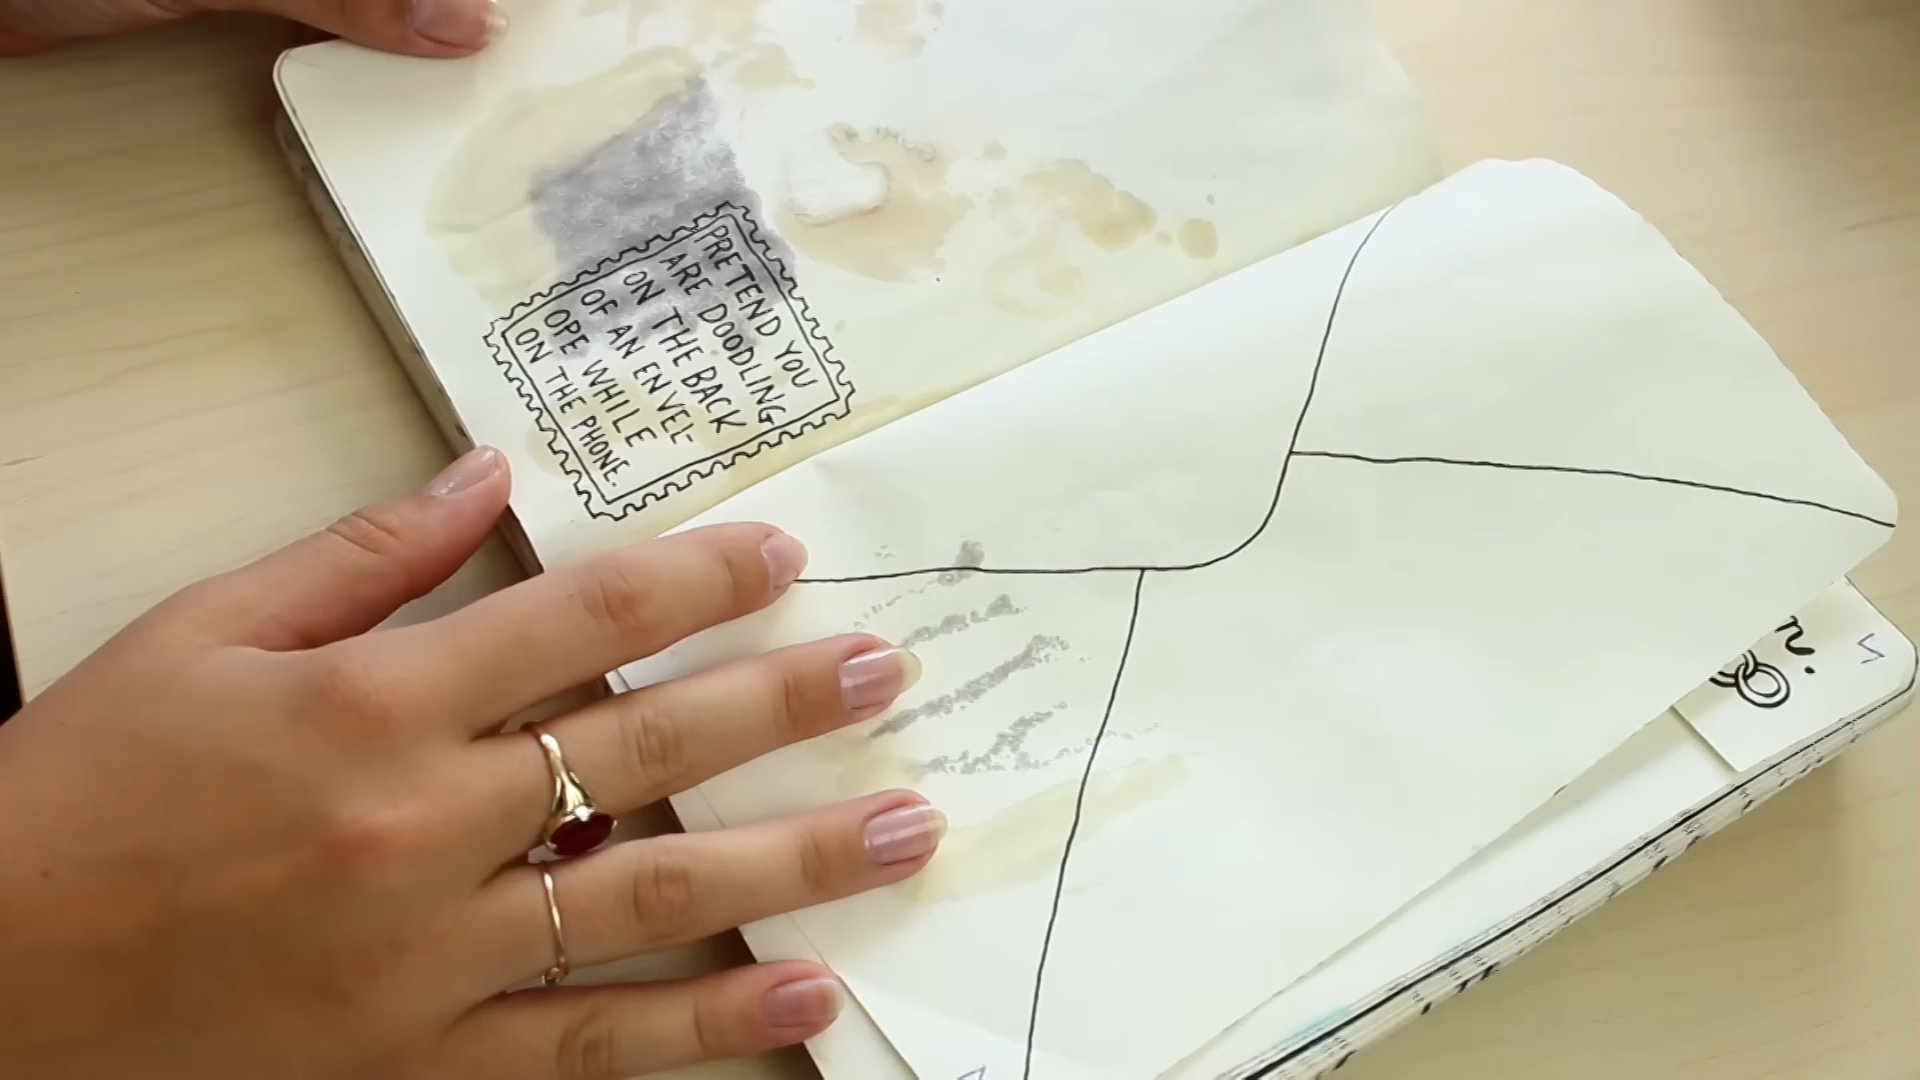 PRETEND YOU
ARE DOODLING
ON THE BACK
OF AN ENVEL-
OPE WHILE
ON THE PHONE.
n.